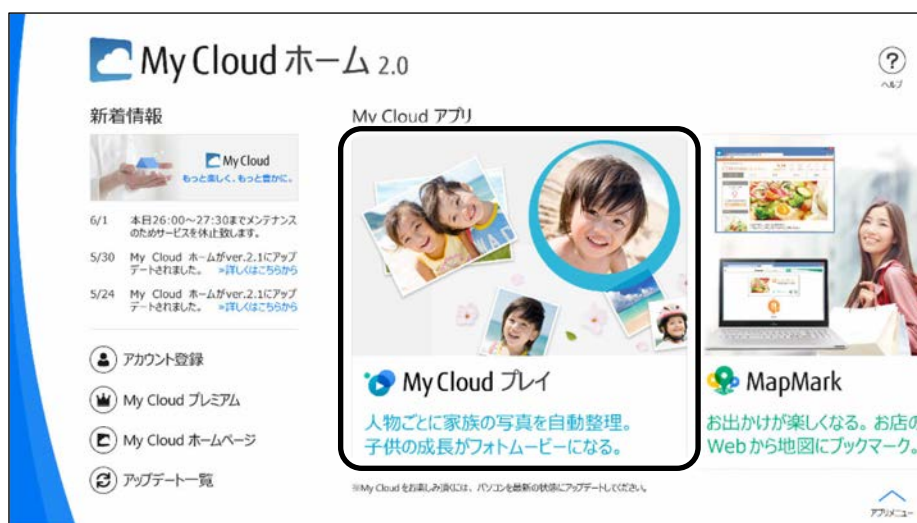 My Cloud ホーム 2.0
ヘルプ
新着情報
My Cloud
もっと楽しく、もっと豊かに。
6/1 本日26:00～27:30までメンテナンス
のためサービスを休止致します。
5/30 My Cloud ホームがver.2.1にアップ
デートされました。 »詳しくはこちらから
5/24 My Cloud ホームがver.2.1にアップ
デートされました。 »詳しくはこちらから
アカウント登録
My Cloud プレミアム
My Cloud ホームページ
アップデート一覧
My Cloud アプリ
My Cloud プレイ
人物ごとに家族の写真を自動整理。
子供の成長がフォトムービーになる。
MapMark
お出かけが楽しくなる。お店の
Webから地図にブックマーク。
※My Cloud をお楽しみ頂くには、パソコンを最新の状態にアップデートしてください。
アプリメニュー